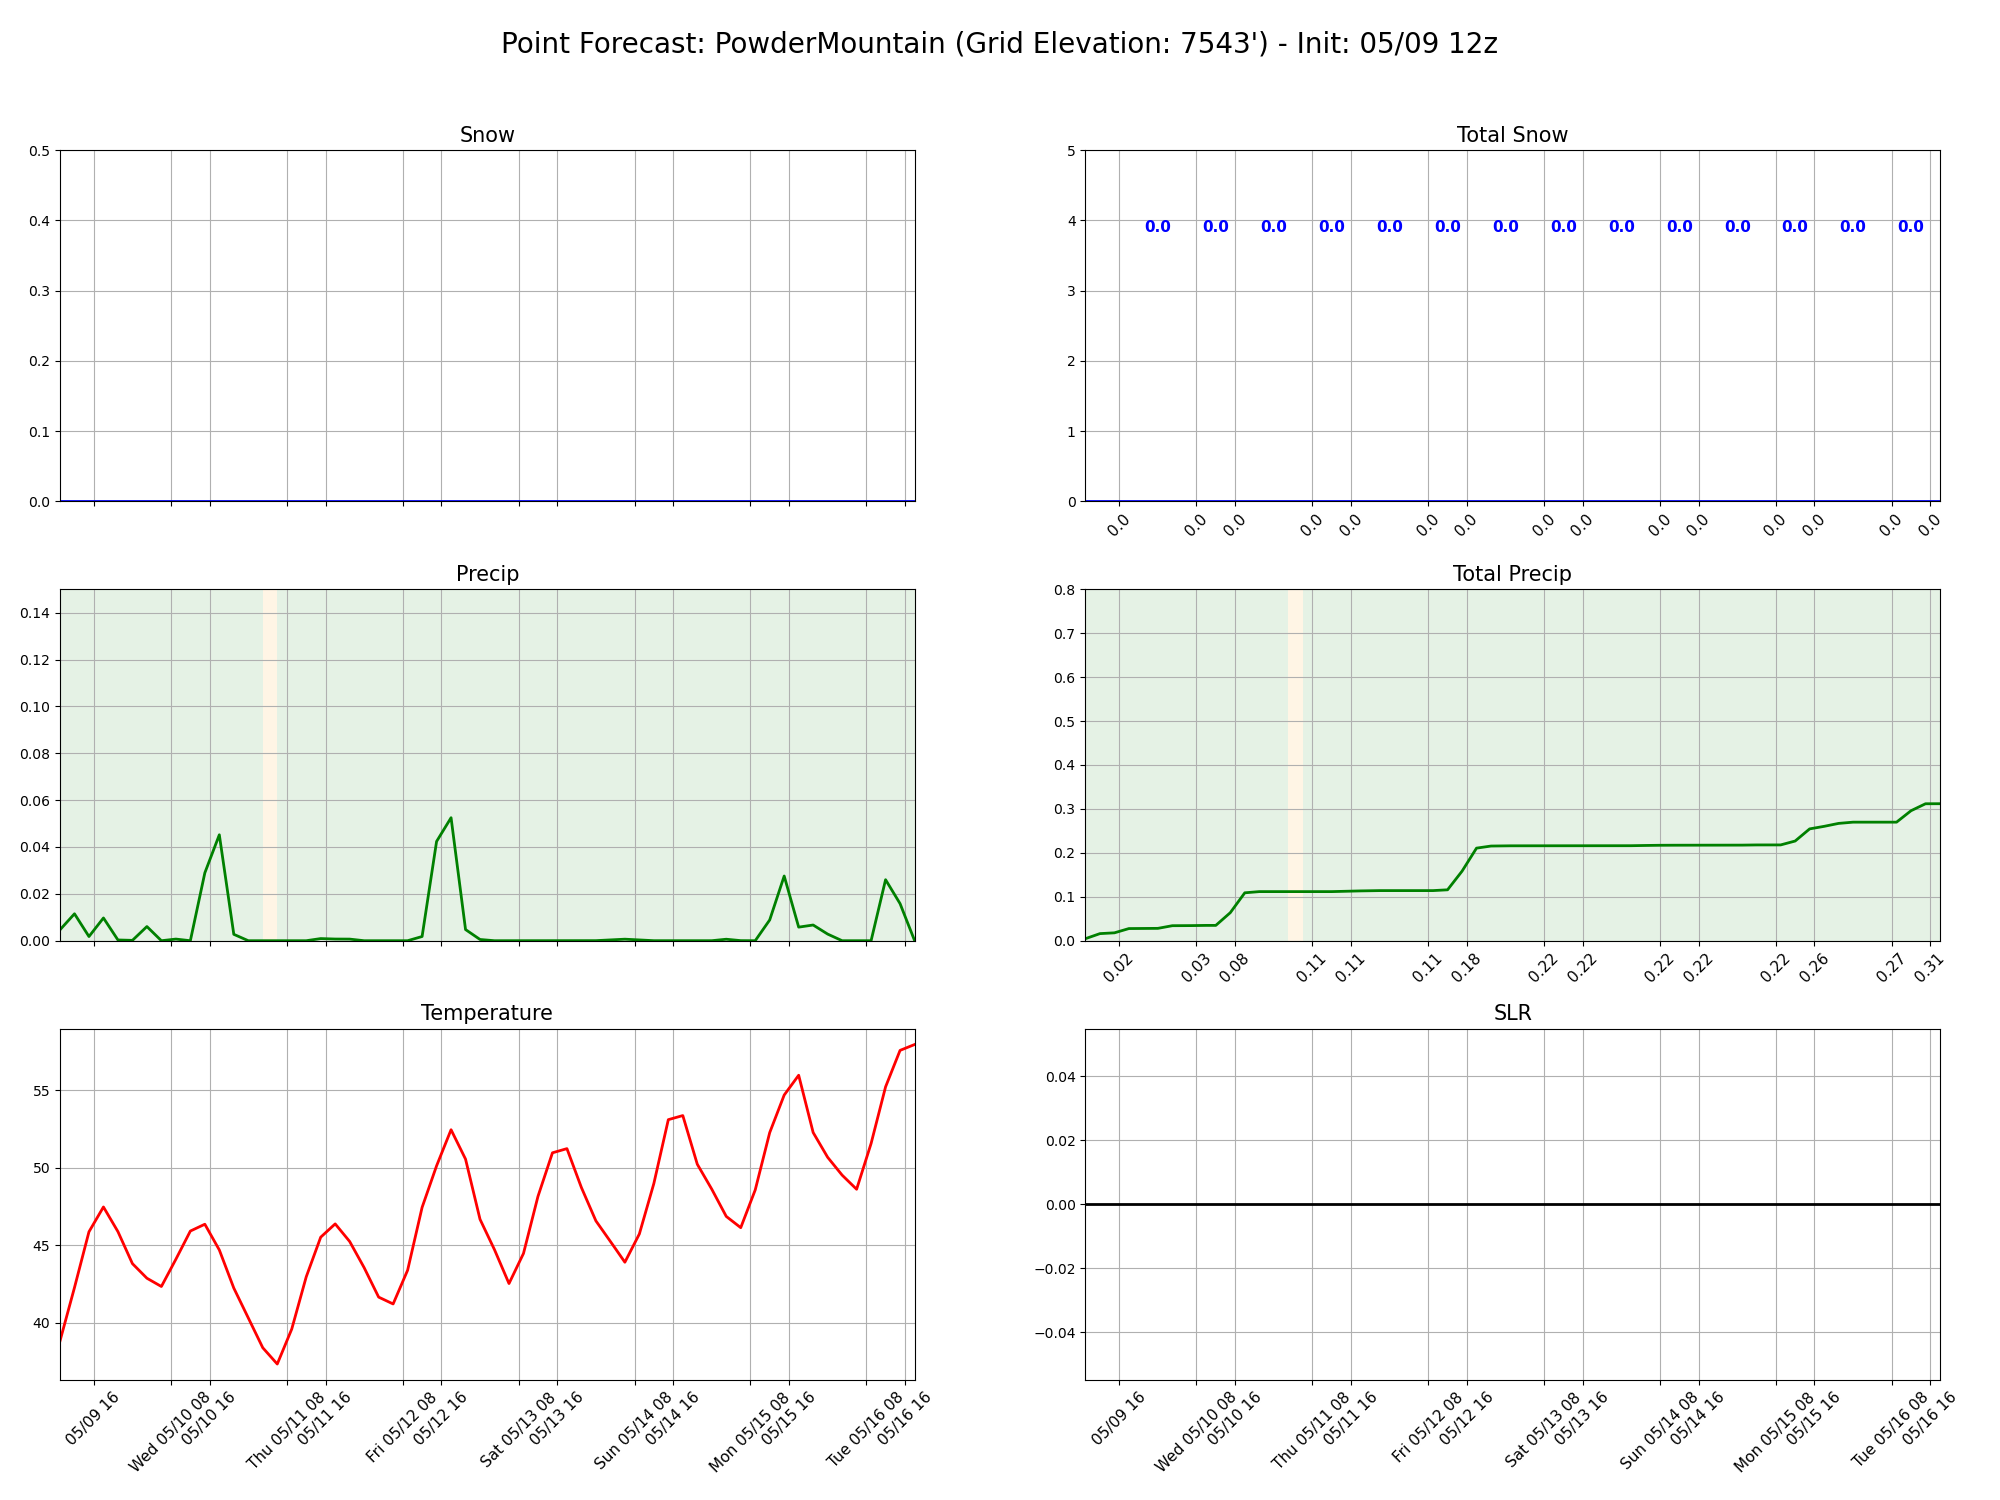 Point Forecast: PowderMountain (Grid Elevation: 7543') - Init: 05/09 12z
Snow
0.5
0.4
0.3
0.2
0.1
0.0
Total Snow
5
4
3
2
1
0
0.0 0.0 0.0 0.0 0.0 0.0 0.0 0.0 0.0 0.0 0.0 0.0 0.0 0.0
0.0 0.0 0.0 0.0 0.0 0.0 0.0 0.0 0.0 0.0 0.0 0.0 0.0 0.0 0.0
Precip
0.14
0.12
0.10
0.08
0.06
0.04
0.02
0.00
Total Precip
0.8
0.7
0.6
0.5
0.4
0.3
0.2
0.1
0.0
0.02 0.03 0.08 0.11 0.11 0.11 0.18 0.22 0.22 0.22 0.22 0.22 0.26 0.27 0.31
Temperature
55
50
45
40
05/09 16
Wed 05/10 08
05/10 16
Thu 05/11 08
05/11 16
Fri 05/12 08
05/12 16
Sat 05/13 08
05/13 16
Sun 05/14 08
05/14 16
Mon 05/15 08
05/15 16
Tue 05/16 08
05/16 16
SLR
0.04
0.02
0.00
−0.02
−0.04
05/09 16
Wed 05/10 08
05/10 16
Thu 05/11 08
05/11 16
Fri 05/12 08
05/12 16
Sat 05/13 08
05/13 16
Sun 05/14 08
05/14 16
Mon 05/15 08
05/15 16
Tue 05/16 08
05/16 16